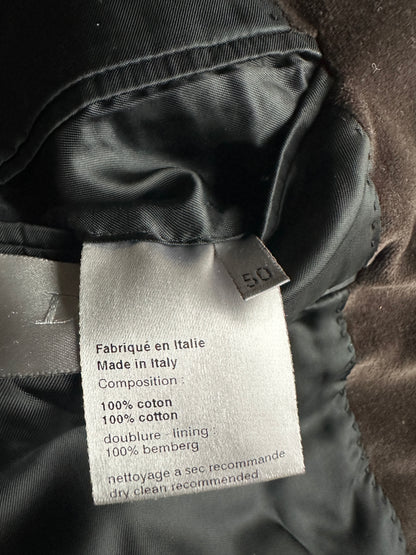 50
Fabriqué en Italie
Made in Italy
Composition :
100% coton
100% cotton
doublure - lining :
100% bemberg
nettoyage a sec recommande
dry clean recommended